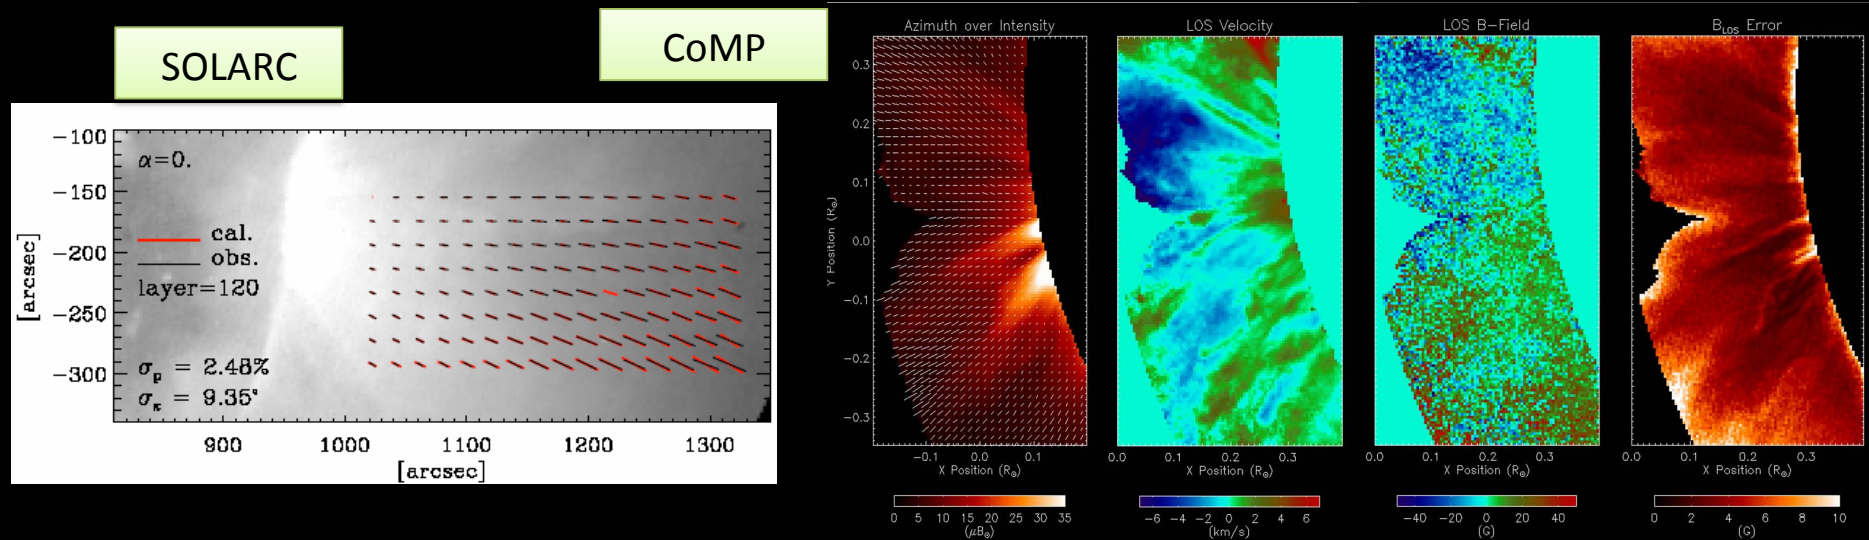 SOLARC
CoMP
−100
−150
−200
−250
−300
[arcsec]
α=0.
cal.
obs.
layer=120
σₚ = 2.48%
= 9.35°
900 1000 1100 1200 1300
[arcsec]
Azimuth over Intensity
0.3
0.2
0.1
0.0
−0.1
−0.2
−0.3
Y Position (R⊙)
−0.1 0.0 0.1
X Position (R⊙)
0 5 10 15 20 25 30 35
(μB⊙)
LOS Velocity
0.0 0.1 0.2 0.3
X Position (R⊙)
−6 −4 −2 0 2 4 6
(km/s)
LOS B−Field
0.0 0.1 0.2 0.3
X Position (R⊙)
−40 −20 0 20 40
(G)
B_LOS Error
0.0 0.1 0.2 0.3
X Position (R⊙)
0 2 4 6 8 10
(G)